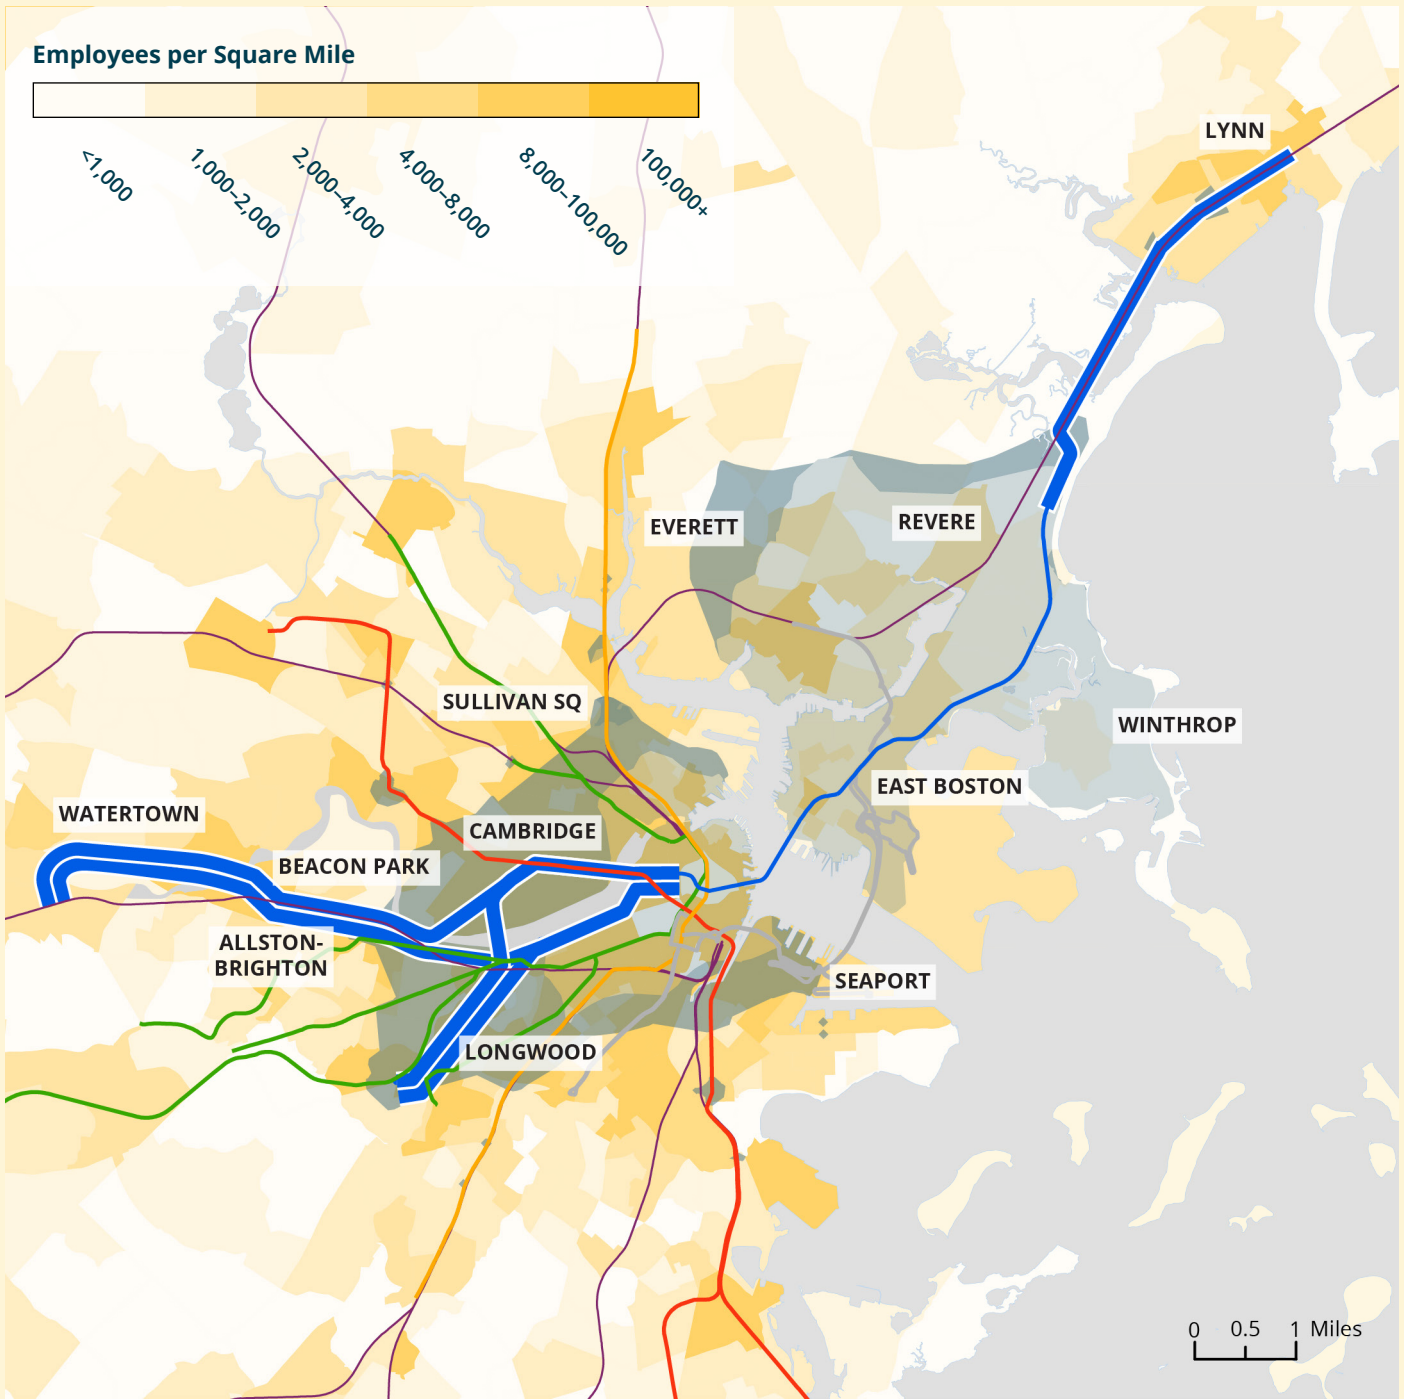 Employees per Square Mile
<1,000
1,000–2,000
2,000–4,000
4,000–8,000
8,000–100,000
100,000+
LYNN
EVERETT
REVERE
SULLIVAN SQ
WINTHROP
EAST BOSTON
WATERTOWN
CAMBRIDGE
BEACON PARK
ALLSTON-
BRIGHTON
SEAPORT
LONGWOOD
0 0.5 1 Miles